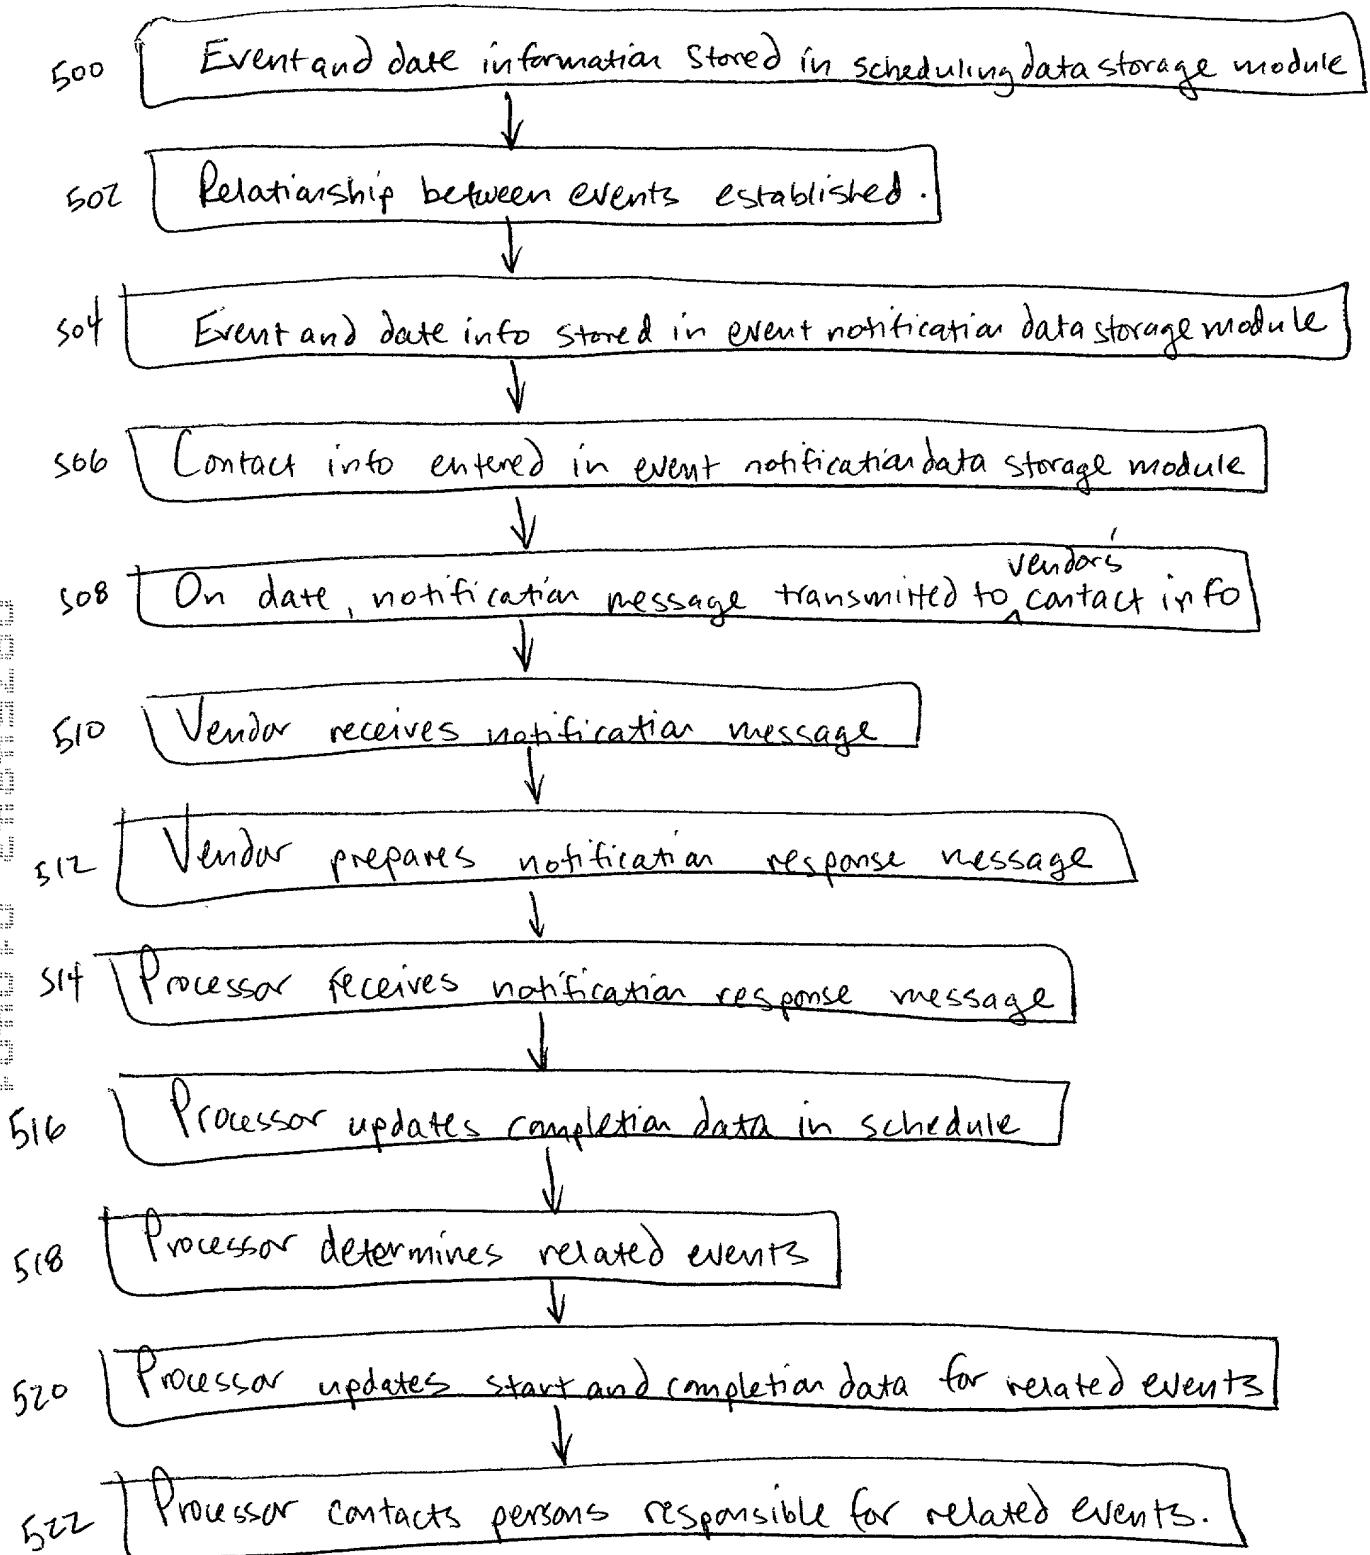 500 Event and date information stored in scheduling data storage module
502 Relationship between events established.
504 Event and date info stored in event notification data storage module
506 Contact info entered in event notification data storage module
vendor's
508 On date, notification message transmitted to contact info
510 Vendor receives notification message
512 Vendor prepares notification response message
514 Processor receives notification response message
516 Processor updates completion data in schedule
518 Processor determines related events
520 Processor updates start and completion data for related events
522 Processor contacts persons responsible for related events.